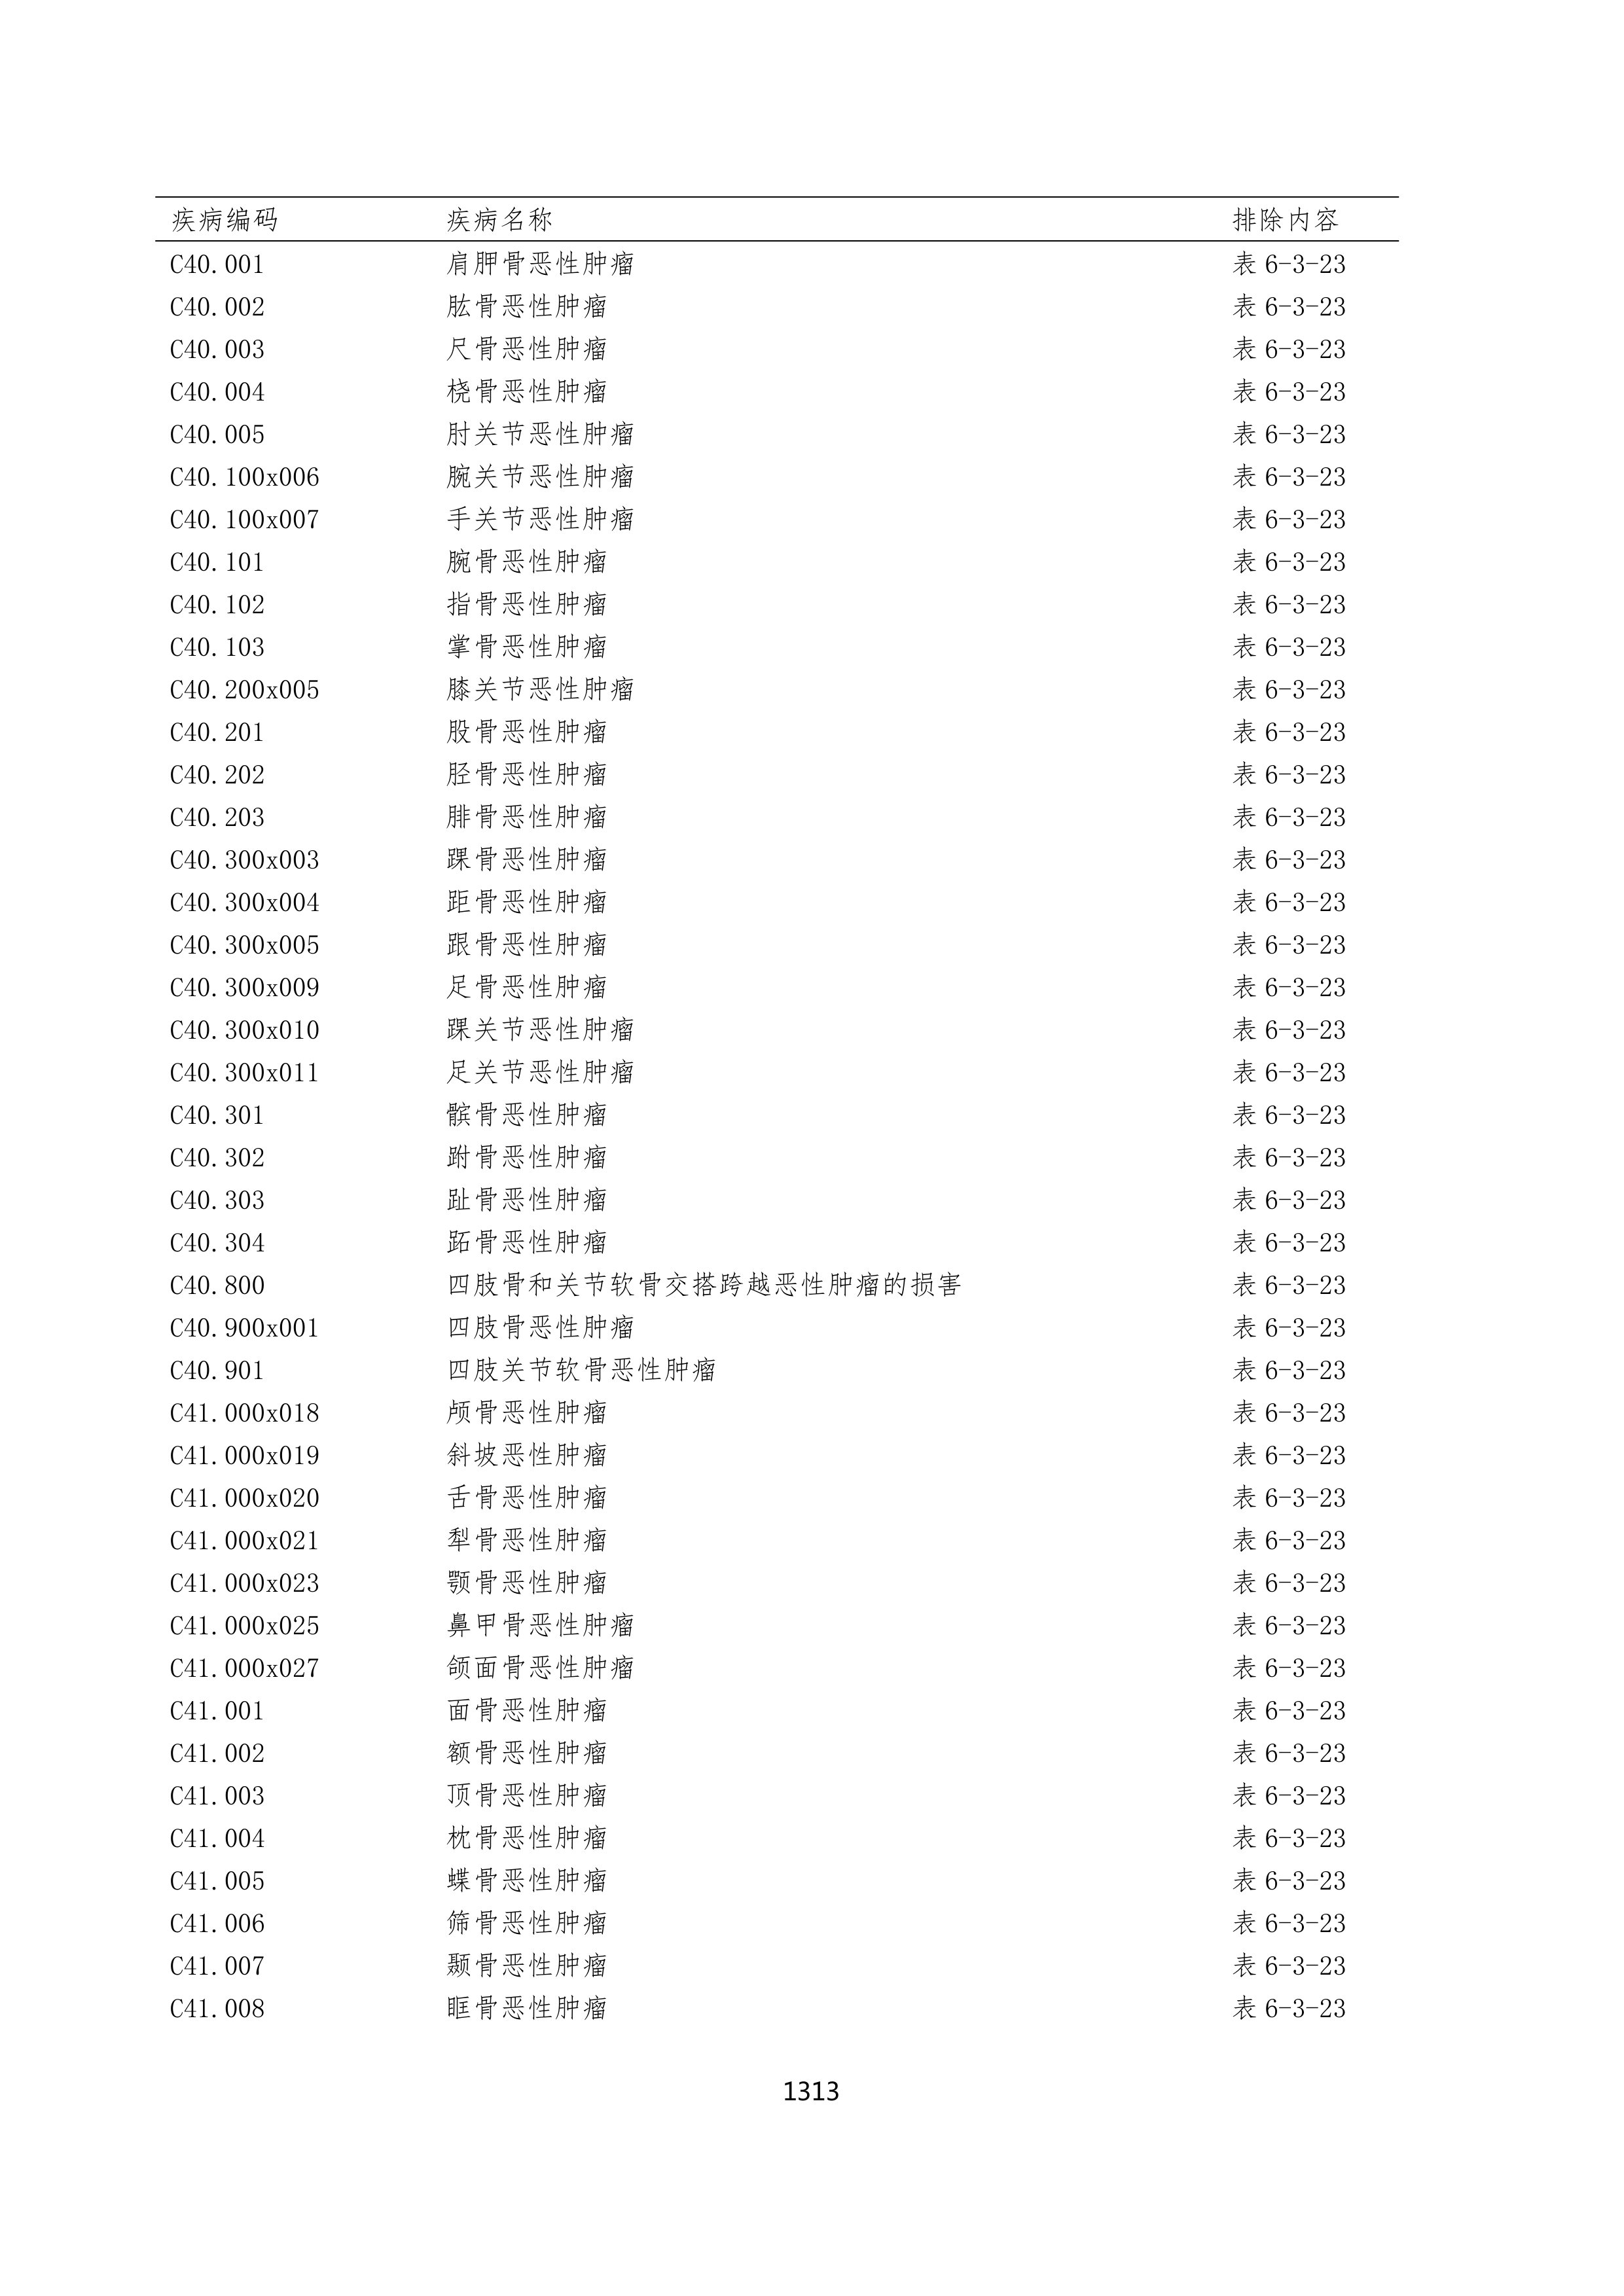 疾病编码 疾病名称 排除内容
C40.001 肩胛骨恶性肿瘤 表 6-3-23
C40.002 肱骨恶性肿瘤 表 6-3-23
C40.003 尺骨恶性肿瘤 表 6-3-23
C40.004 桡骨恶性肿瘤 表 6-3-23
C40.005 肘关节恶性肿瘤 表 6-3-23
C40.100x006 腕关节恶性肿瘤 表 6-3-23
C40.100x007 手关节恶性肿瘤 表 6-3-23
C40.101 腕骨恶性肿瘤 表 6-3-23
C40.102 指骨恶性肿瘤 表 6-3-23
C40.103 掌骨恶性肿瘤 表 6-3-23
C40.200x005 膝关节恶性肿瘤 表 6-3-23
C40.201 股骨恶性肿瘤 表 6-3-23
C40.202 胫骨恶性肿瘤 表 6-3-23
C40.203 腓骨恶性肿瘤 表 6-3-23
C40.300x003 踝骨恶性肿瘤 表 6-3-23
C40.300x004 距骨恶性肿瘤 表 6-3-23
C40.300x005 跟骨恶性肿瘤 表 6-3-23
C40.300x009 足骨恶性肿瘤 表 6-3-23
C40.300x010 踝关节恶性肿瘤 表 6-3-23
C40.300x011 足关节恶性肿瘤 表 6-3-23
C40.301 髌骨恶性肿瘤 表 6-3-23
C40.302 跗骨恶性肿瘤 表 6-3-23
C40.303 趾骨恶性肿瘤 表 6-3-23
C40.304 跖骨恶性肿瘤 表 6-3-23
C40.800 四肢骨和关节软骨交搭跨越恶性肿瘤的损害 表 6-3-23
C40.900x001 四肢骨恶性肿瘤 表 6-3-23
C40.901 四肢关节软骨恶性肿瘤 表 6-3-23
C41.000x018 颅骨恶性肿瘤 表 6-3-23
C41.000x019 斜坡恶性肿瘤 表 6-3-23
C41.000x020 舌骨恶性肿瘤 表 6-3-23
C41.000x021 犁骨恶性肿瘤 表 6-3-23
C41.000x023 颚骨恶性肿瘤 表 6-3-23
C41.000x025 鼻甲骨恶性肿瘤 表 6-3-23
C41.000x027 颌面骨恶性肿瘤 表 6-3-23
C41.001 面骨恶性肿瘤 表 6-3-23
C41.002 额骨恶性肿瘤 表 6-3-23
C41.003 顶骨恶性肿瘤 表 6-3-23
C41.004 枕骨恶性肿瘤 表 6-3-23
C41.005 蝶骨恶性肿瘤 表 6-3-23
C41.006 筛骨恶性肿瘤 表 6-3-23
C41.007 颞骨恶性肿瘤 表 6-3-23
C41.008 眶骨恶性肿瘤 表 6-3-23
1313